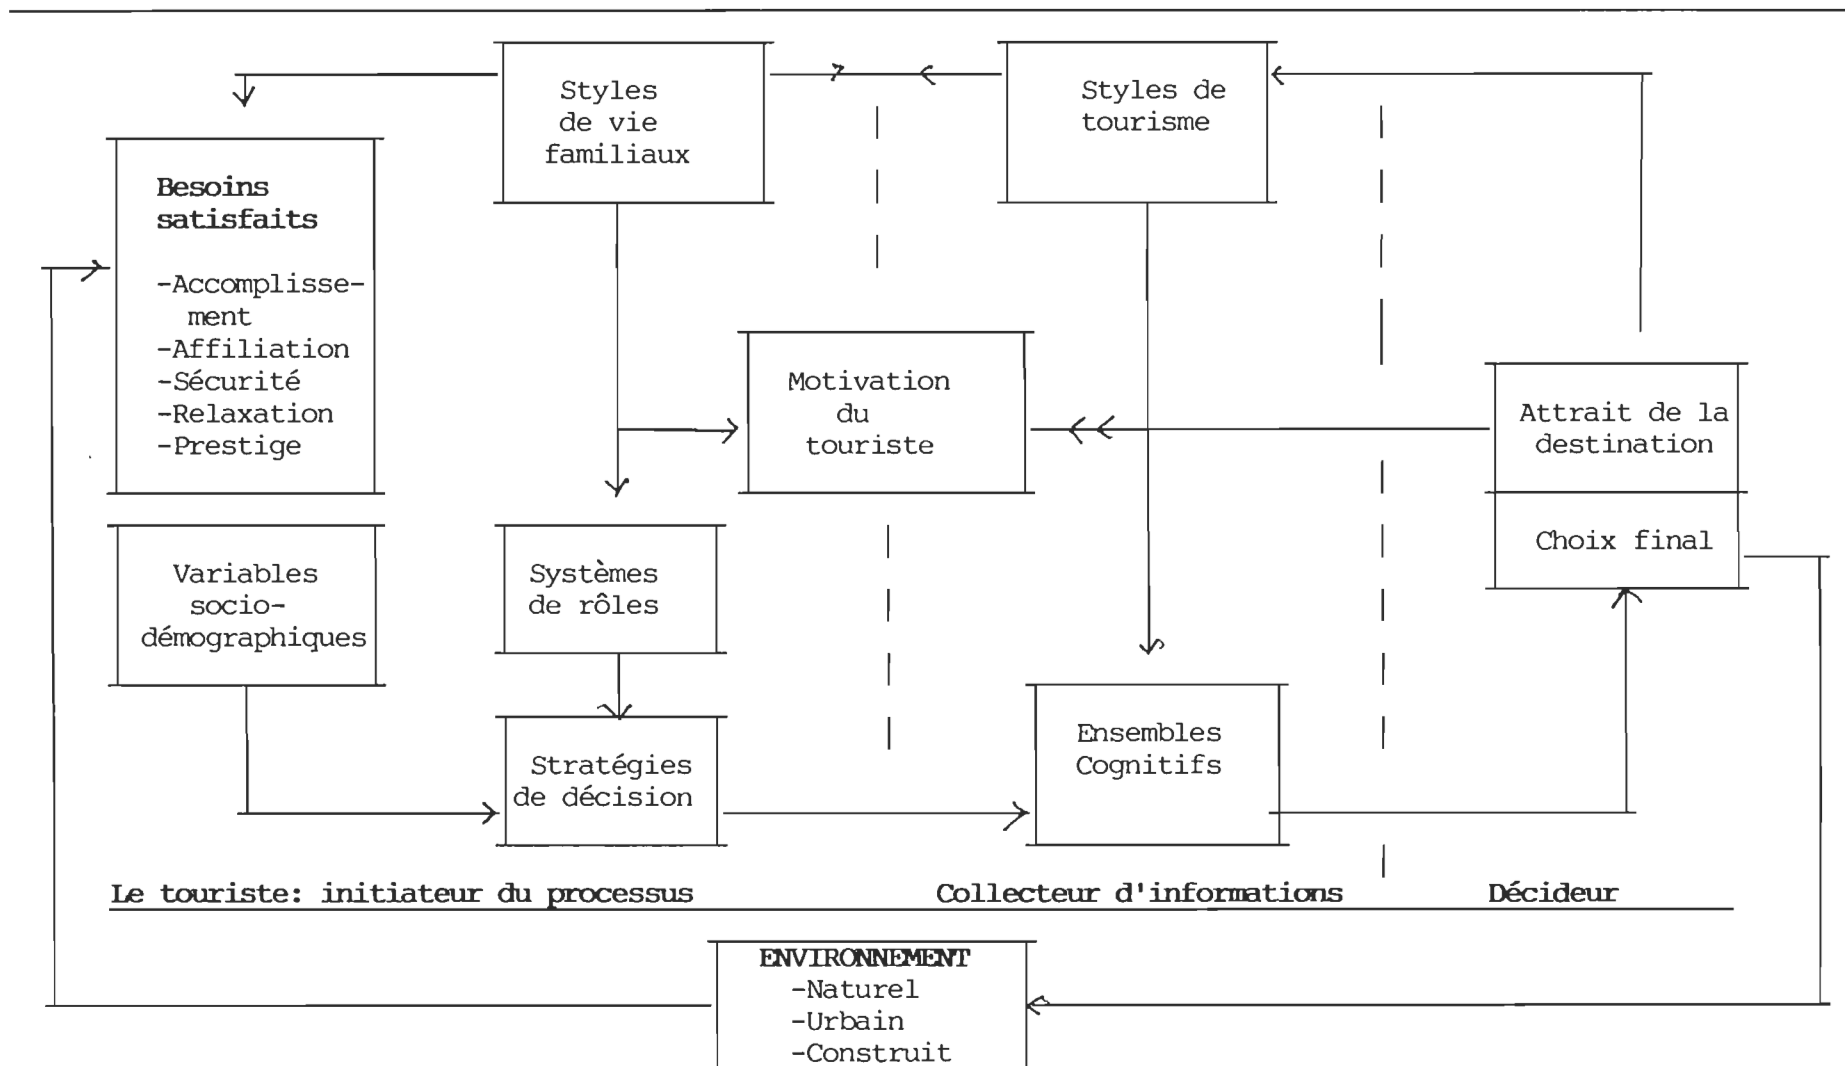 Styles
de vie
familiaux
Styles de
tourisme
Besoins
satisfaits
-Accomplisse-
ment
-Affiliation
-Sécurité
-Relaxation
-Prestige
Motivation
du
touriste
Attrait de la
destination
Choix final
Variables
socio-
démographiques
Systèmes
de rôles
Stratégies
de décision
Ensembles
Cognitifs
Le touriste: initiateur du processus
Collecteur d'informations
Décideur
ENVIRONNEMENT
-Naturel
-Urbain
-Construit